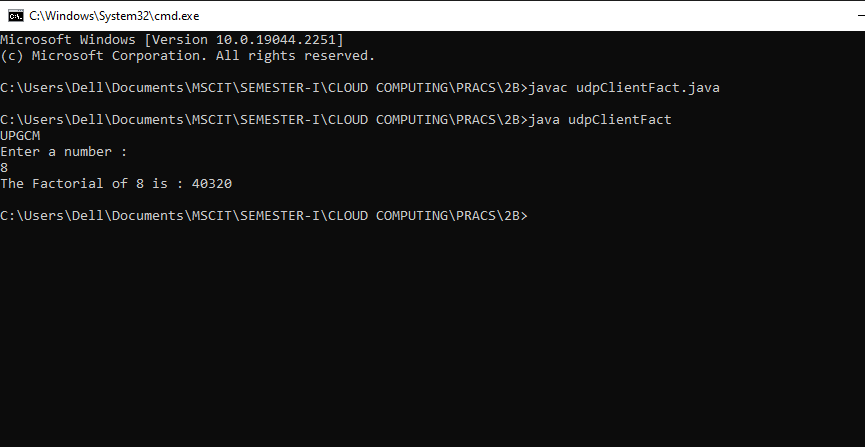 C:\Windows\System32\cmd.exe
Microsoft Windows [Version 10.0.19044.2251]
(c) Microsoft Corporation. All rights reserved.
C:\Users\Dell\Documents\MSCIT\SEMESTER-I\CLOUD COMPUTING\PRACS\2B>javac udpClientFact.java
C:\Users\Dell\Documents\MSCIT\SEMESTER-I\CLOUD COMPUTING\PRACS\2B>java udpClientFact
UPGCM
Enter a number :
8
The Factorial of 8 is : 40320
C:\Users\Dell\Documents\MSCIT\SEMESTER-I\CLOUD COMPUTING\PRACS\2B>